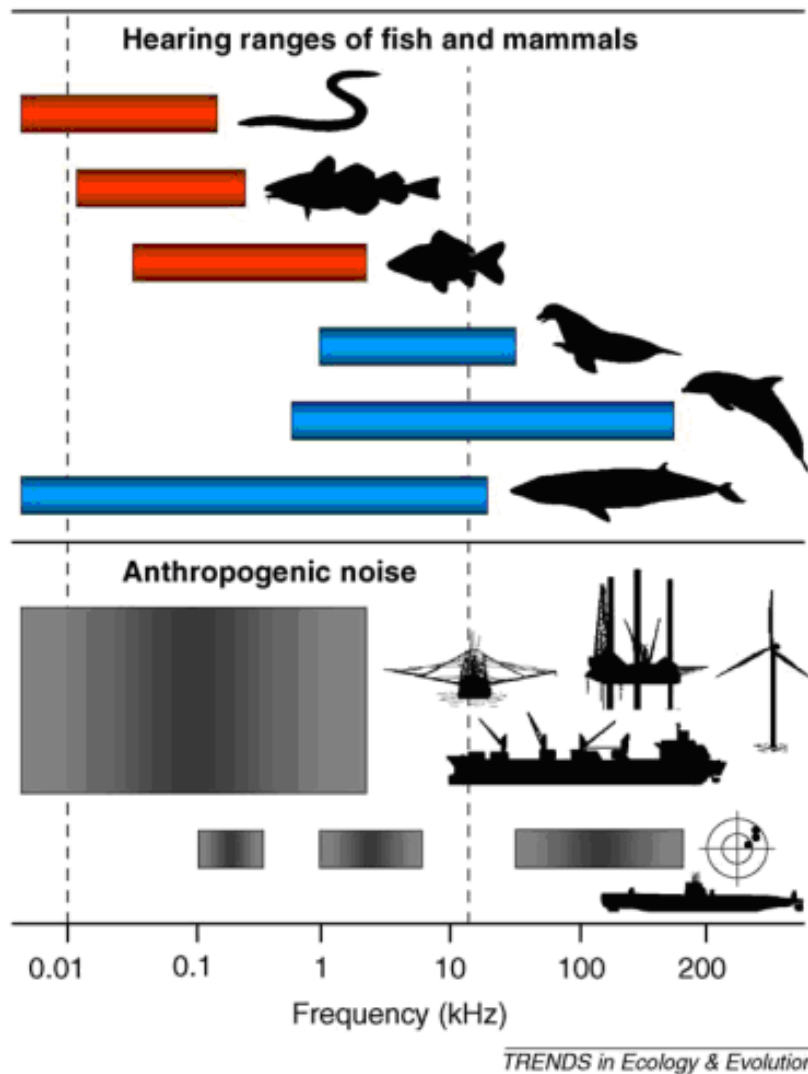 Hearing ranges of fish and mammals
Anthropogenic noise
0.01 0.1 1 10 100 200
Frequency (kHz)
TRENDS in Ecology & Evolution